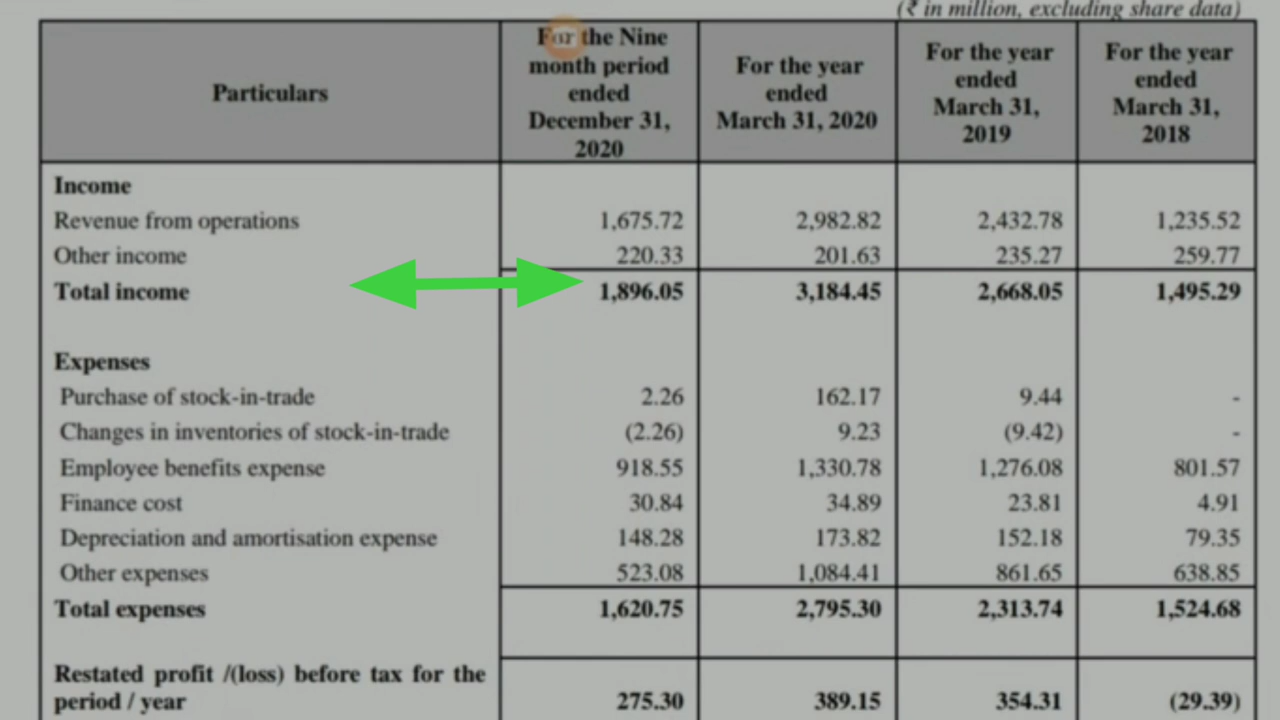 (₹ in million, excluding share data)
Particulars
For the Nine
month period
ended
December 31,
2020
For the year
ended
March 31, 2020
For the year
ended
March 31,
2019
For the year
ended
March 31,
2018
Income
Revenue from operations 1,675.72 2,982.82 2,432.78 1,235.52
Other income 220.33 201.63 235.27 259.77
Total income 1,896.05 3,184.45 2,668.05 1,495.29
Expenses
Purchase of stock-in-trade 2.26 162.17 9.44 -
Changes in inventories of stock-in-trade (2.26) 9.23 (9.42) -
Employee benefits expense 918.55 1,330.78 1,276.08 801.57
Finance cost 30.84 34.89 23.81 4.91
Depreciation and amortisation expense 148.28 173.82 152.18 79.35
Other expenses 523.08 1,084.41 861.65 638.85
Total expenses 1,620.75 2,795.30 2,313.74 1,524.68
Restated profit /(loss) before tax for the
period / year 275.30 389.15 354.31 (29.39)